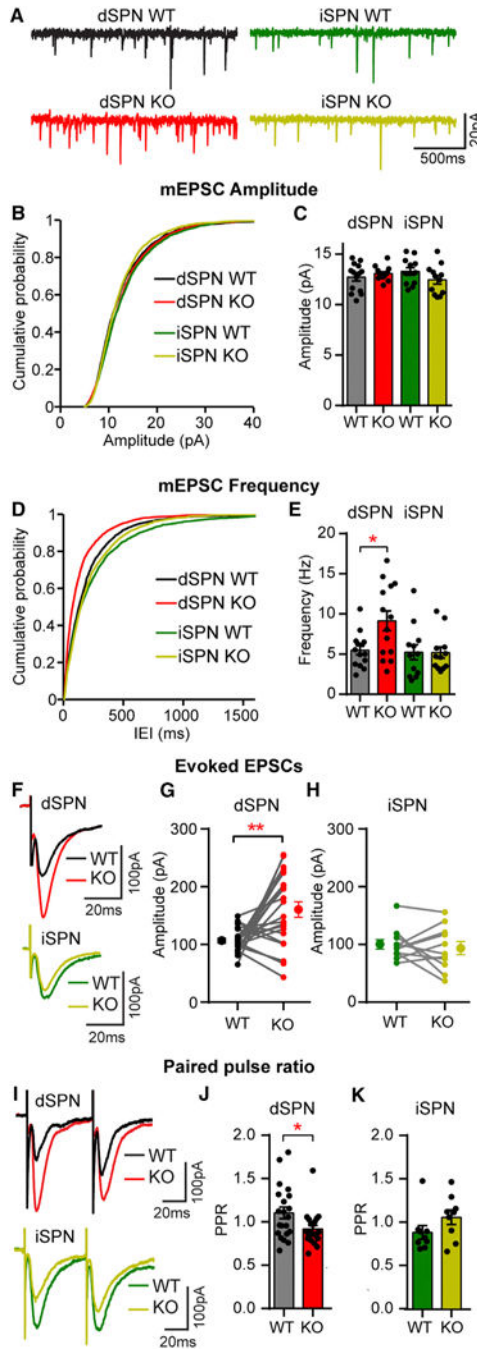 A
dSPN WT
iSPN WT
dSPN KO
iSPN KO
20pA
500ms
mEPSC Amplitude
B
Cumulative probability
1
0.8
0.6
0.4
0.2
0
0 10 20 30 40
Amplitude (pA)
dSPN WT
dSPN KO
iSPN WT
iSPN KO
C
dSPN iSPN
Amplitude (pA)
15
10
5
0
WT KO WT KO
mEPSC Frequency
D
Cumulative probability
1
0.8
0.6
0.4
0.2
0
0 500 1000 1500
IEI (ms)
dSPN WT
dSPN KO
iSPN WT
iSPN KO
E
dSPN iSPN
Frequency (Hz)
25
20
15
10
5
0
*
WT KO WT KO
Evoked EPSCs
F
dSPN
WT
KO
100pA
20ms
iSPN
WT
KO
100pA
20ms
G
dSPN
Amplitude (pA)
300
200
100
0
**
WT KO
H
iSPN
Amplitude (pA)
300
200
100
0
WT KO
Paired pulse ratio
I
dSPN
WT
KO
100pA
20ms
iSPN
WT
KO
100pA
20ms
J
dSPN
PPR
2.0
1.5
1.0
0.5
0.0
*
WT KO
K
iSPN
PPR
2.0
1.5
1.0
0.5
0.0
WT KO